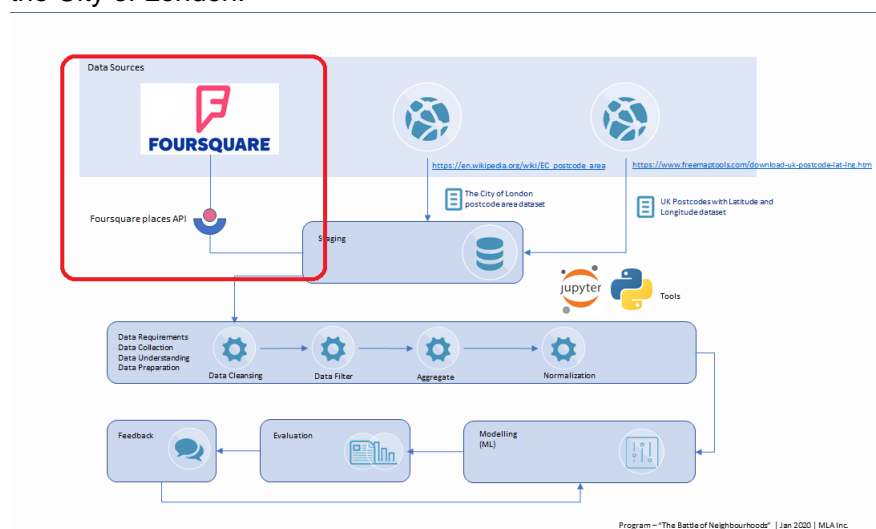 the City of London.
Data Sources
FOURSQUARE
https://en.wikipedia.org/wiki/EC_postcode_area
https://www.freemaptools.com/download-uk-postcode-lat-lng.htm
The City of London
postcode area dataset
UK Postcodes with Latitude and
Longitude dataset
Foursquare places API
Staging
jupyter
Tools
Data Requirements
Data Collection
Data Understanding
Data Preparation
Data Cleansing
Data Filter
Aggregate
Normalization
Feedback
Evaluation
Modelling
(ML)
Program – "The Battle of Neighbourhoods" | Jan 2020 | MLA Inc.